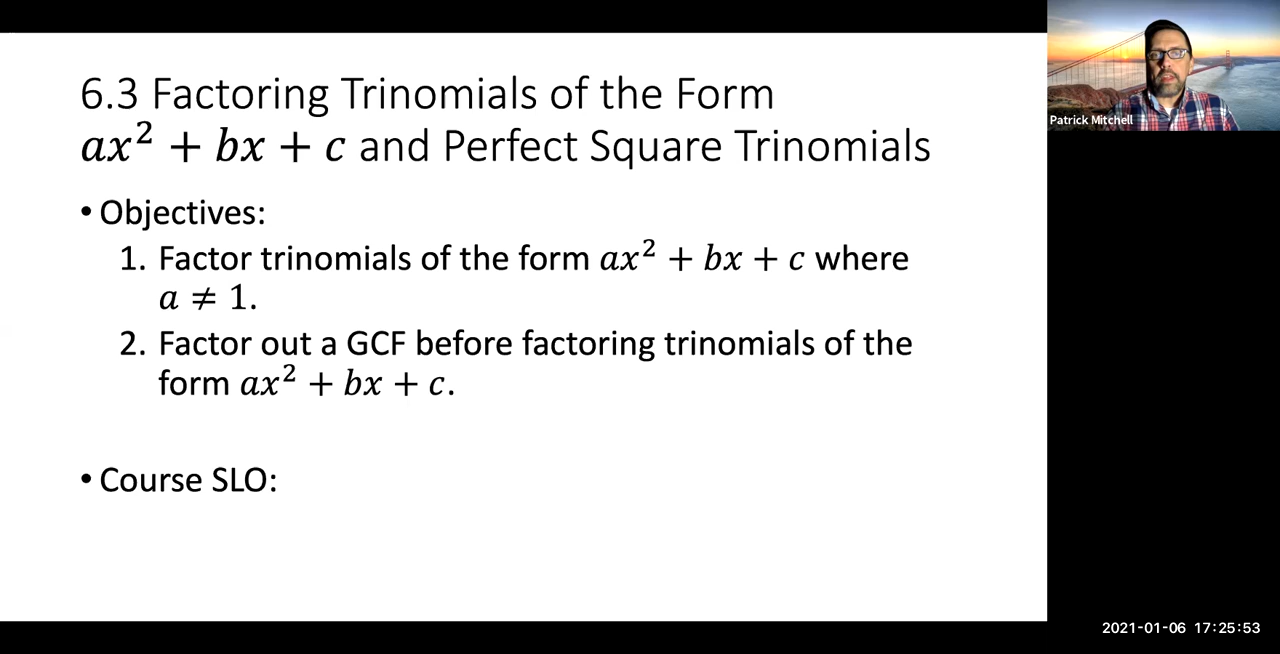 6.3 Factoring Trinomials of the Form
𝑎𝑥² + 𝑏𝑥 + 𝑐 and Perfect Square Trinomials
• Objectives:
1. Factor trinomials of the form 𝑎𝑥² + 𝑏𝑥 + 𝑐 where
𝑎 ≠ 1.
2. Factor out a GCF before factoring trinomials of the
form 𝑎𝑥² + 𝑏𝑥 + 𝑐.
• Course SLO:
Patrick Mitchell
2021-01-06 17:25:53